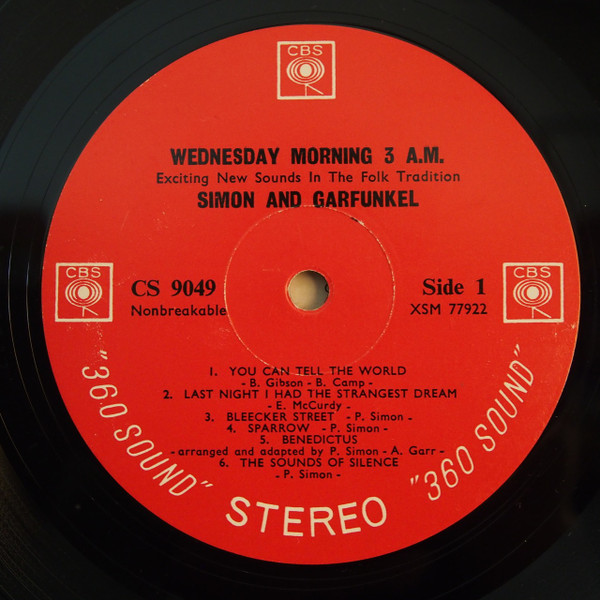 CBS
WEDNESDAY MORNING 3 A.M.
Exciting New Sounds In The Folk Tradition
SIMON AND GARFUNKEL
CBS
CS 9049
Nonbreakable
Side 1
XSM 77922
CBS
1. YOU CAN TELL THE WORLD
- B. Gibson - B. Camp -
2. LAST NIGHT I HAD THE STRANGEST DREAM
- E. McCurdy -
3. BLEECKER STREET - P. Simon -
4. SPARROW - P. Simon -
5. BENEDICTUS
- arranged and adapted by P. Simon - A. Garr -
6. THE SOUNDS OF SILENCE
- P. Simon -
"360 SOUND"
STEREO
"360 SOUND"